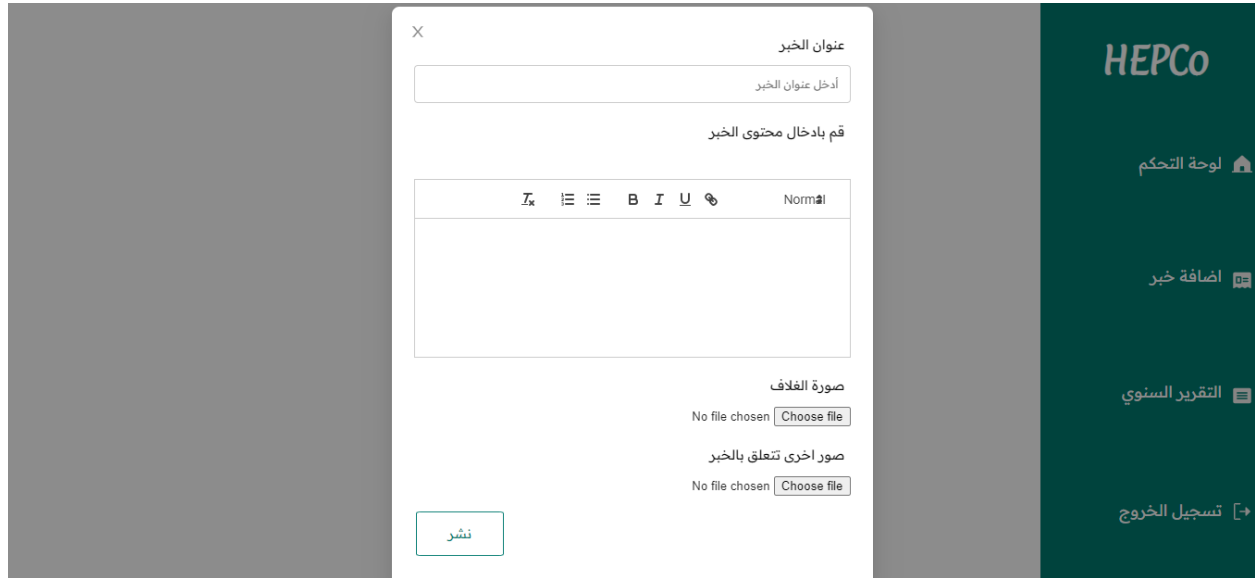 HEPCo
لوحة التحكم
اضافة خبر
التقرير السنوي
تسجيل الخروج
X
عنوان الخبر
أدخل عنوان الخبر
قم بادخال محتوى الخبر
Normal
B I U
صورة الغلاف
Choose file No file chosen
صور اخرى تتعلق بالخبر
Choose file No file chosen
نشر